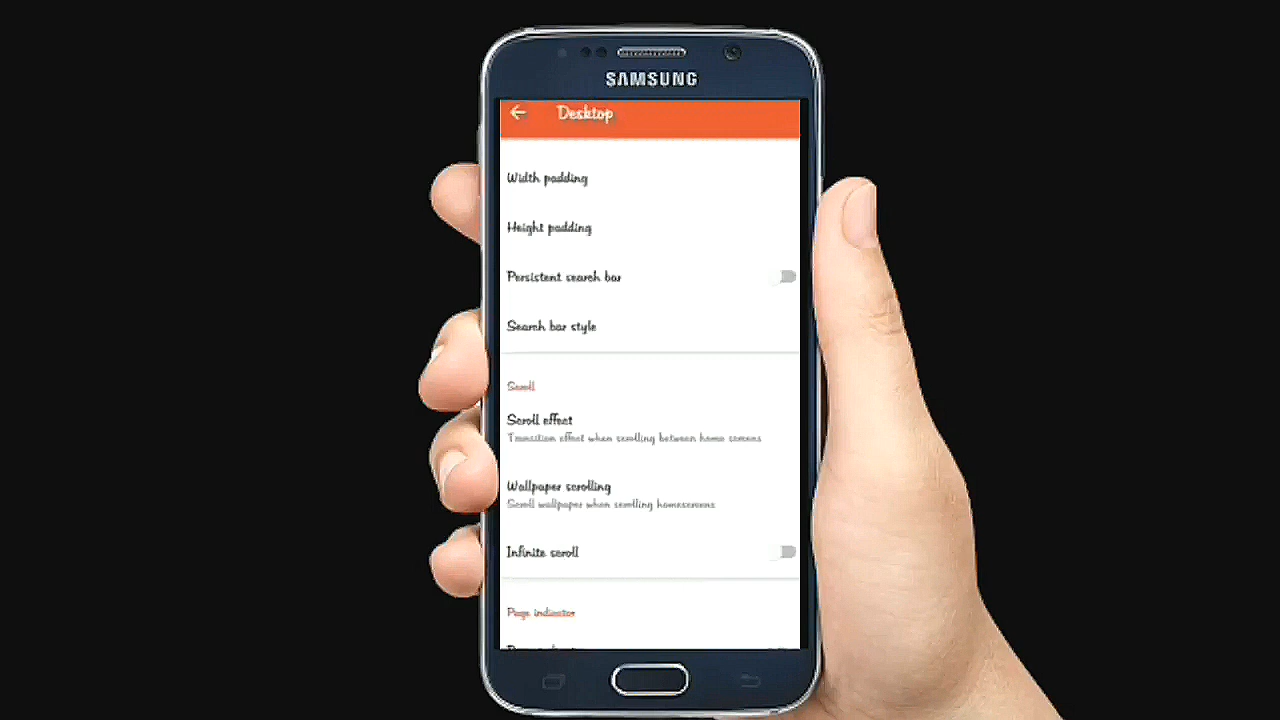 SAMSUNG
Desktop
Width padding
Height padding
Persistent search bar
Search bar style
Scroll
Scroll effect
Transition effect when scrolling between home screens
Wallpaper scrolling
Scroll wallpaper when scrolling homescreens
Infinite scroll
Page indicator